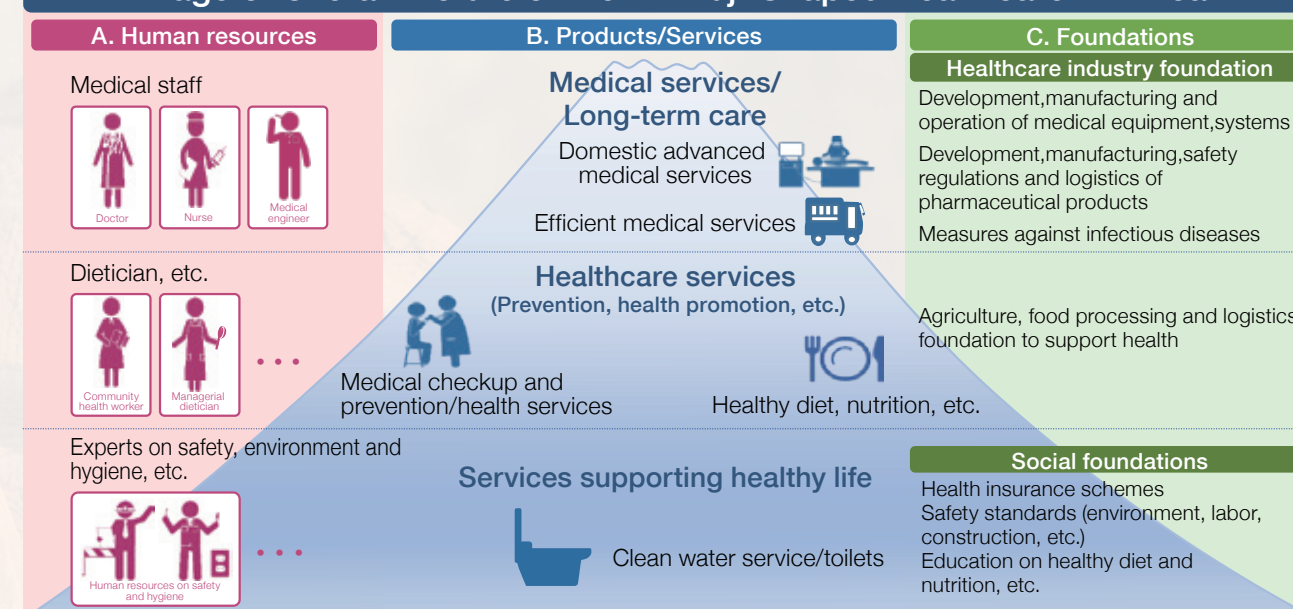 A. Human resources
B. Products/Services
C. Foundations
Medical staff
Doctor
Nurse
Medical
engineer
Dietician, etc.
Community
health worker
Managerial
dietician
Experts on safety, environment and
hygiene, etc.
Human resources on safety
and hygiene
Medical services/
Long-term care
Domestic advanced
medical services
Efficient medical services
Healthcare services
(Prevention, health promotion, etc.)
Medical checkup and
prevention/health services
Healthy diet, nutrition, etc.
Services supporting healthy life
Clean water service/toilets
Healthcare industry foundation
Development,manufacturing and
operation of medical equipment,systems
Development,manufacturing,safety
regulations and logistics of
pharmaceutical products
Measures against infectious diseases
Agriculture, food processing and logistics
foundation to support health
Social foundations
Health insurance schemes
Safety standards (environment, labor,
construction, etc.)
Education on healthy diet and
nutrition, etc.